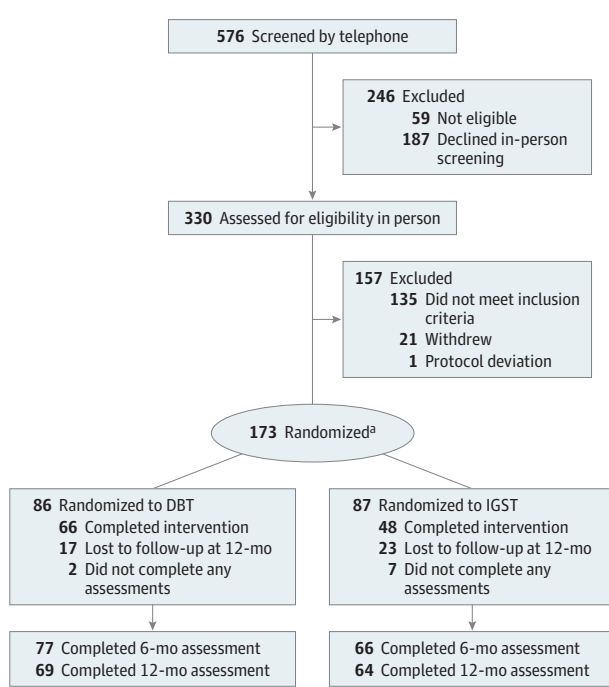 576 Screened by telephone
246 Excluded
59 Not eligible
187 Declined in-person
screening
330 Assessed for eligibility in person
157 Excluded
135 Did not meet inclusion
criteria
21 Withdrew
1 Protocol deviation
173 Randomizedᵃ
86 Randomized to DBT
66 Completed intervention
17 Lost to follow-up at 12-mo
2 Did not complete any
assessments
87 Randomized to IGST
48 Completed intervention
23 Lost to follow-up at 12-mo
7 Did not complete any
assessments
77 Completed 6-mo assessment
69 Completed 12-mo assessment
66 Completed 6-mo assessment
64 Completed 12-mo assessment